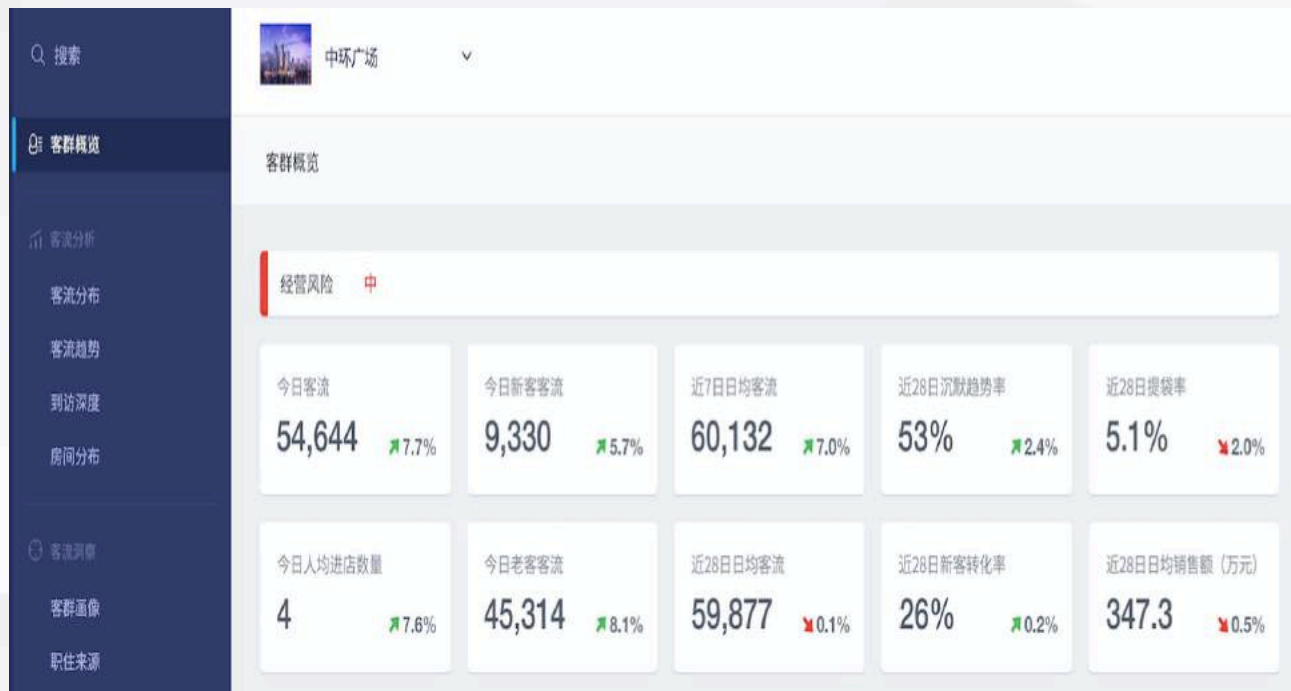 搜索
中环广场
客群概览
客群概览
客流分析
客流分布
客流趋势
到访深度
房间分布
客流洞察
客群画像
职住来源
经营风险 中
今日客流
54,644 7.7%
今日新客客流
9,330 5.7%
近7日日均客流
60,132 7.0%
近28日沉默趋势率
53% 2.4%
近28日提袋率
5.1% 2.0%
今日人均进店数量
4 7.6%
今日老客客流
45,314 8.1%
近28日日均客流
59,877 0.1%
近28日新客转化率
26% 0.2%
近28日日均销售额（万元）
347.3 0.5%